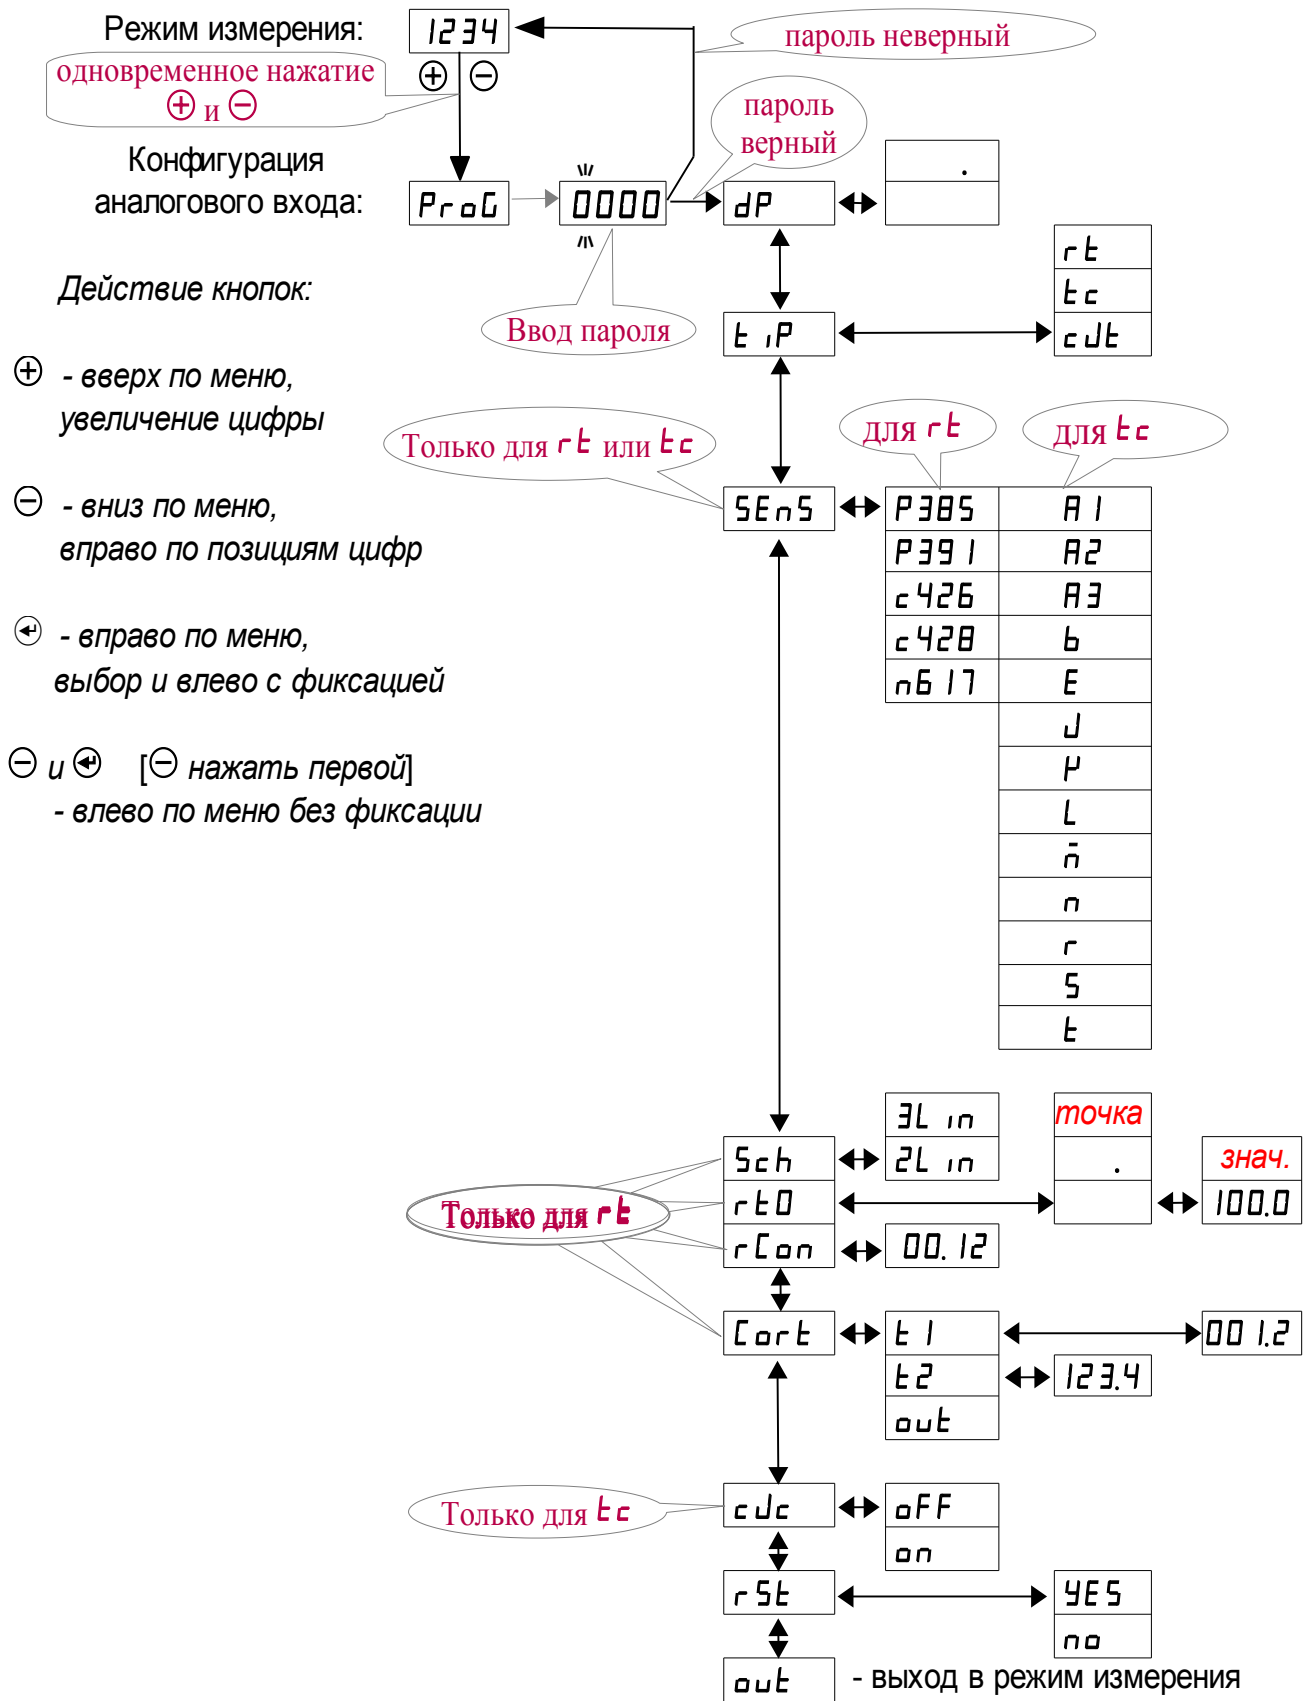 Режим измерения:
1234
пароль неверный
одновременное нажатие
⊕ и ⊖
⊕ ⊖
пароль
верный
Конфигурация
аналогового входа:
ProG
0000
dP
.
Ввод пароля
tiP
rt
tc
cJt
Действие кнопок:
⊕ - вверх по меню,
увеличение цифры
⊖ - вниз по меню,
вправо по позициям цифр
- вправо по меню,
выбор и влево с фиксацией
⊖ и [⊖ нажать первой]
- влево по меню без фиксации
Только для rt или tc
для rt
для tc
SEnS
P385
P391
c426
c428
n617
A1
A2
A3
b
E
J
L
n
r
S
t
Sch
3Lin
2Lin
точка
.
знач.
100.0
Только для rt
rt0
rCon
00.12
Cort
t1
001.2
t2
123.4
out
Только для tc
cJc
oFF
on
rSt
YES
no
out
- выход в режим измерения